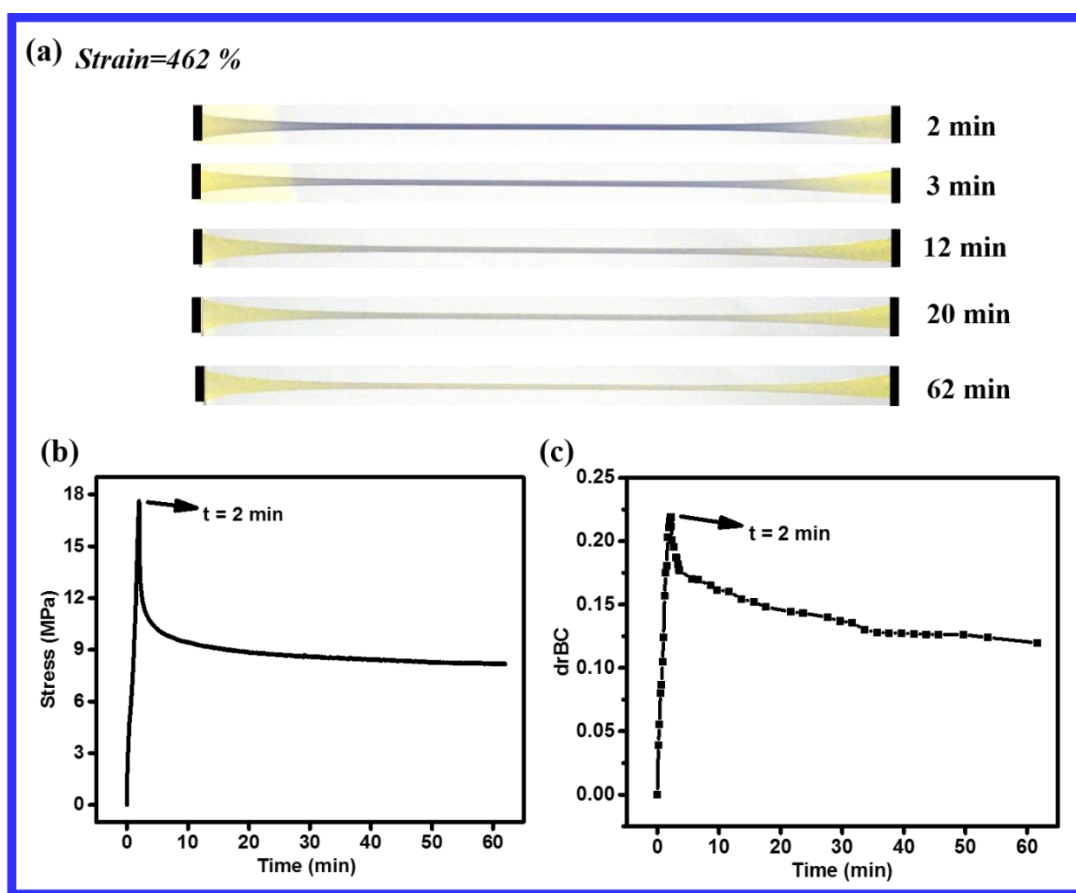 (a) Strain=462 %
2 min
3 min
12 min
20 min
62 min
(b)
18
15
12
9
6
3
0
Stress (MPa)
t = 2 min
0 10 20 30 40 50 60
Time (min)
(c)
0.25
0.20
0.15
0.10
0.05
0.00
drBC
t = 2 min
0 10 20 30 40 50 60
Time (min)